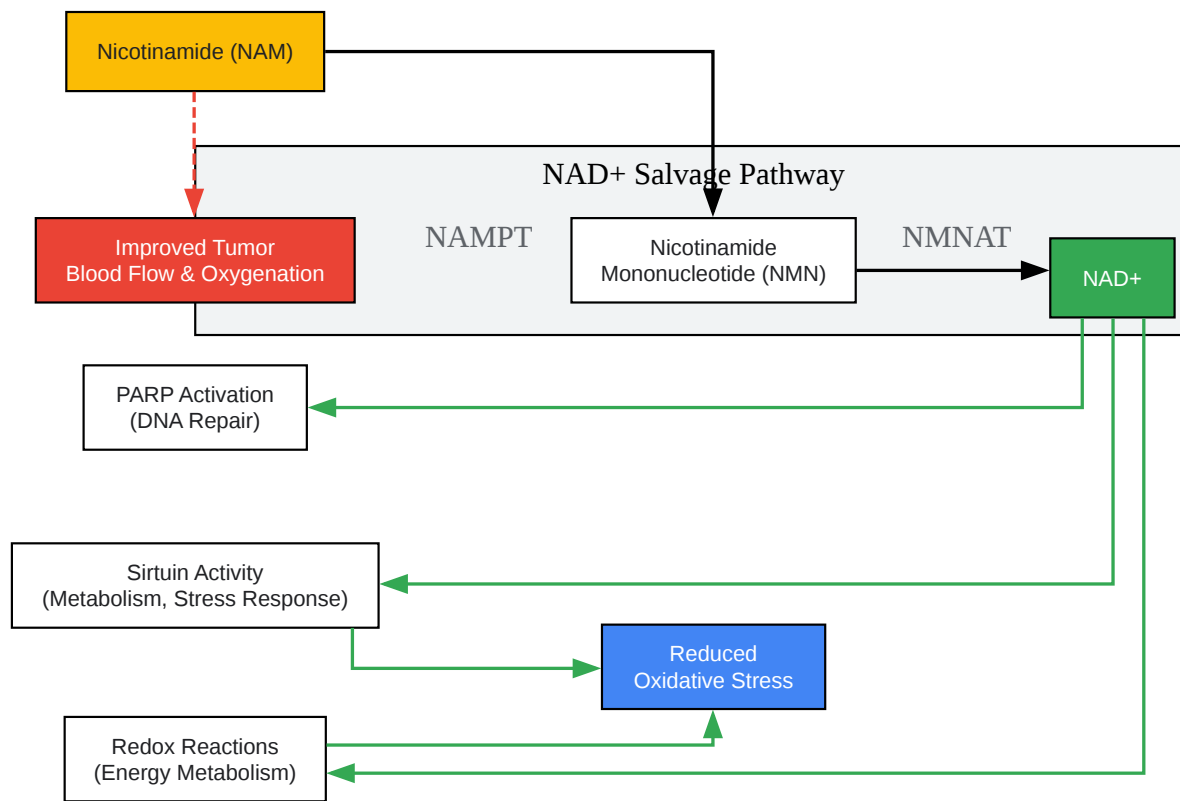 Nicotinamide (NAM)
NAD+ Salvage Pathway
Improved Tumor
Blood Flow & Oxygenation
NAMPT
Nicotinamide
Mononucleotide (NMN)
NMNAT
NAD+
PARP Activation
(DNA Repair)
Sirtuin Activity
(Metabolism, Stress Response)
Reduced
Oxidative Stress
Redox Reactions
(Energy Metabolism)